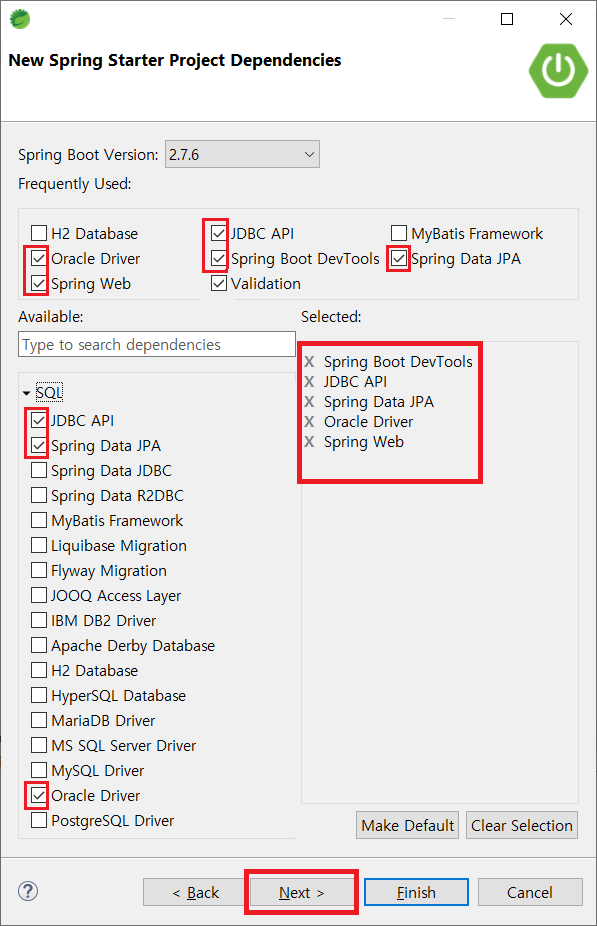 New Spring Starter Project Dependencies
Spring Boot Version: 2.7.6
Frequently Used:
H2 Database JDBC API MyBatis Framework
Oracle Driver Spring Boot DevTools Spring Data JPA
Spring Web Validation
Available: Selected:
Type to search dependencies
SQL
JDBC API
Spring Data JPA
Spring Data JDBC
Spring Data R2DBC
MyBatis Framework
Liquibase Migration
Flyway Migration
JOOQ Access Layer
IBM DB2 Driver
Apache Derby Database
H2 Database
HyperSQL Database
MariaDB Driver
MS SQL Server Driver
MySQL Driver
Oracle Driver
PostgreSQL Driver
X Spring Boot DevTools
X JDBC API
X Spring Data JPA
X Oracle Driver
X Spring Web
Make Default Clear Selection
? < Back Next > Finish Cancel